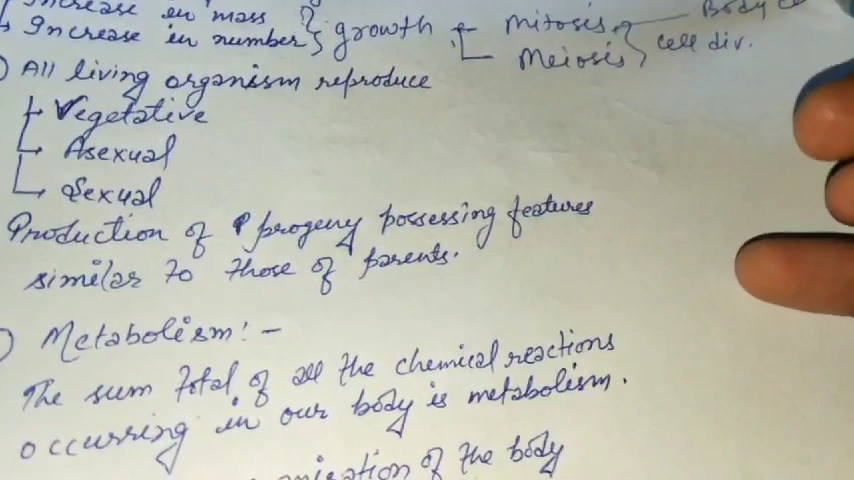 Increase in mass
Increase in number } growth
Mitosis
Body
Meiosis } cell div.
All living organism reproduce
Vegetative
Asexual
Sexual
Production of progeny possessing features
similar to those of parents.
Metabolism: -
The sum total of all the chemical reactions
occurring in our body is metabolism.
of the body